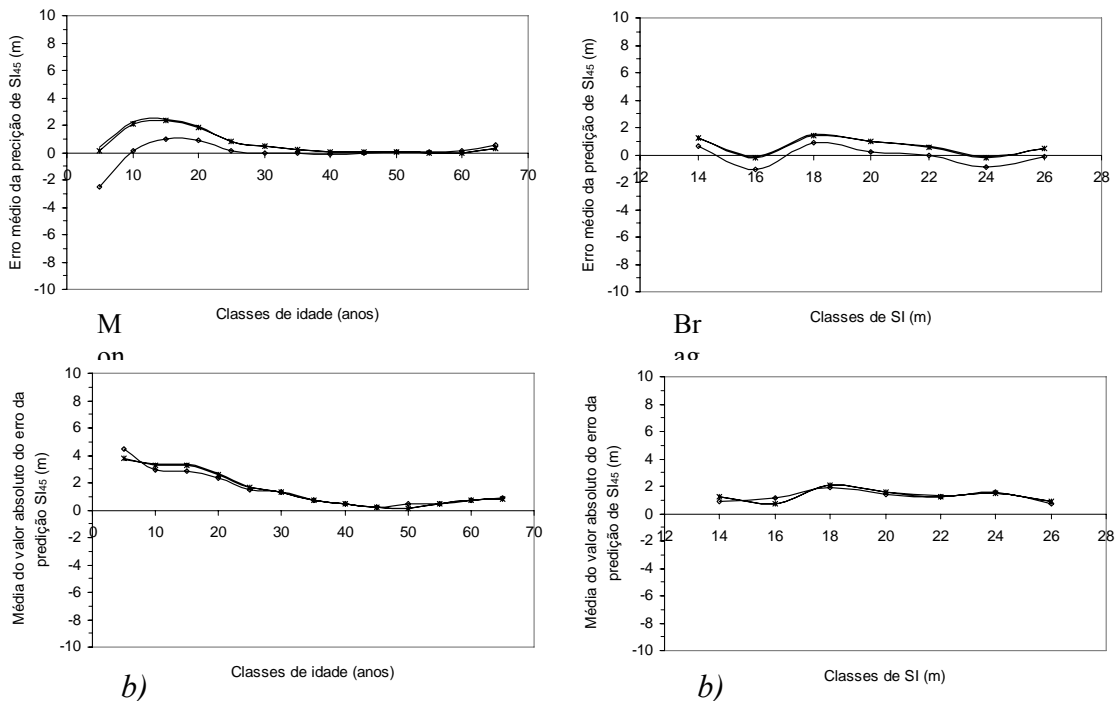 Erro médio da precição de SI45 (m)
10
8
6
4
2
0
-2
-4
-6
-8
-10
0 10 20 30 40 50 60 70
Classes de idade (anos)
M
on
Erro médio da predição de SI45 (m)
10
8
6
4
2
0
-2
-4
-6
-8
-10
12 14 16 18 20 22 24 26 28
Classes de SI (m)
Br
ag
Média do valor absoluto do erro da
predição SI45 (m)
10
8
6
4
2
0
-2
-4
-6
-8
-10
0 10 20 30 40 50 60 70
Classes de idade (anos)
b)
Média do valor absoluto do erro da
predição de SI45 (m)
10
8
6
4
2
0
-2
-4
-6
-8
-10
12 14 16 18 20 22 24 26 28
Classes de SI (m)
b)